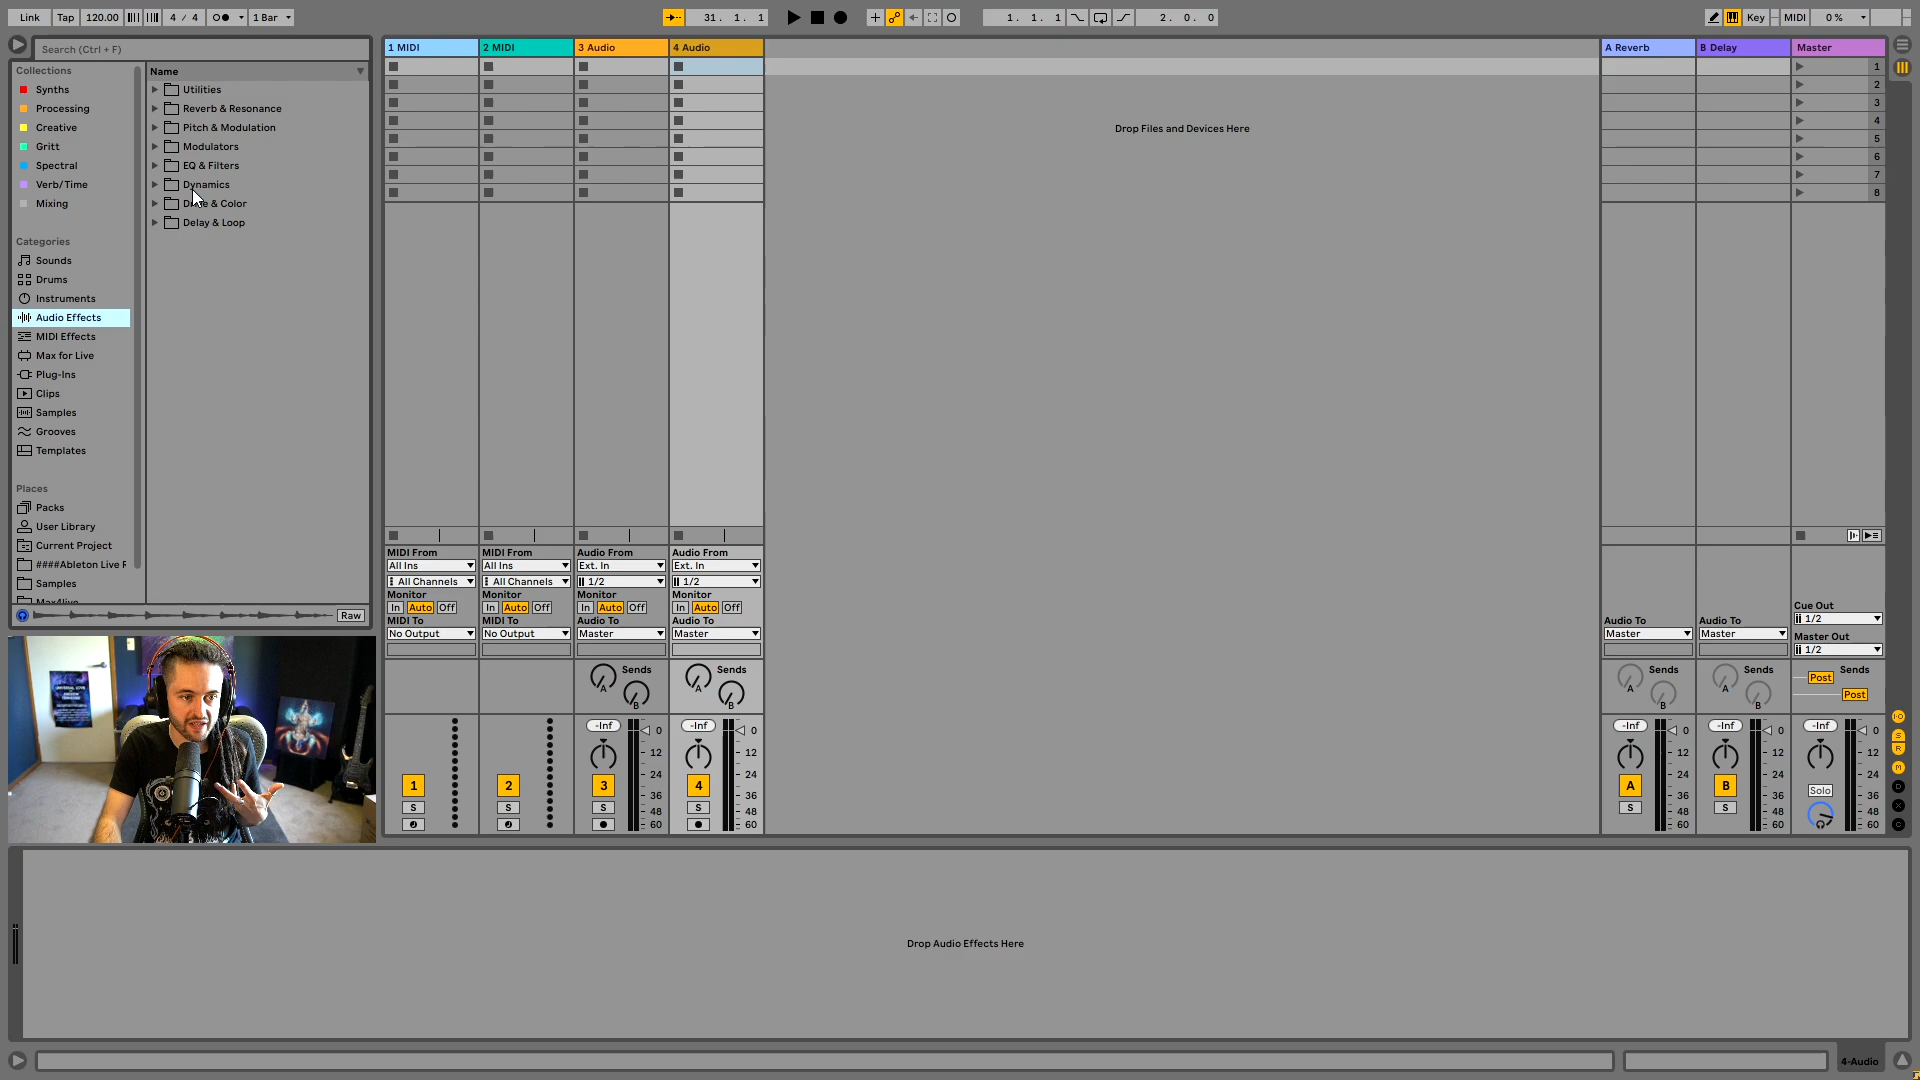 Link Tap 120.00 4 / 4 1 Bar 31. 1. 1 1. 1. 1 2. 0. 0 Key MIDI 0 %
Search (Ctrl + F)
Collections
Synths
Processing
Creative
Gritt
Spectral
Verb/Time
Mixing
Categories
Sounds
Drums
Instruments
Audio Effects
MIDI Effects
Max for Live
Plug-Ins
Clips
Samples
Grooves
Templates
Places
Packs
User Library
Current Project
####Ableton Live
Samples
Name
Utilities
Reverb & Resonance
Pitch & Modulation
Modulators
EQ & Filters
Dynamics
& Color
Delay & Loop
Raw
1 MIDI 2 MIDI 3 Audio 4 Audio A Reverb B Delay Master
1
2
3
4
5
6
7
8
Drop Files and Devices Here
MIDI From MIDI From Audio From Audio From
All Ins All Ins Ext. In Ext. In
All Channels All Channels 1/2 1/2
Monitor Monitor Monitor Monitor
In Auto Off In Auto Off In Auto Off In Auto Off
MIDI To MIDI To Audio To Audio To
No Output No Output Master Master
Cue Out
1/2
Audio To Audio To Master Out
Master Master 1/2
Sends Sends Sends Sends Sends
A A A A Post
B B B B Post
-Inf -Inf -Inf -Inf -Inf
0 0 0 0 0
12 12 12 12 12
24 24 24 24 24
1 2 3 4 A B Solo
36 36 36 36 36
S S S S S S
48 48 48 48 48
60 60 60 60 60
S
R
M
D
X
C
Drop Audio Effects Here
4-Audio